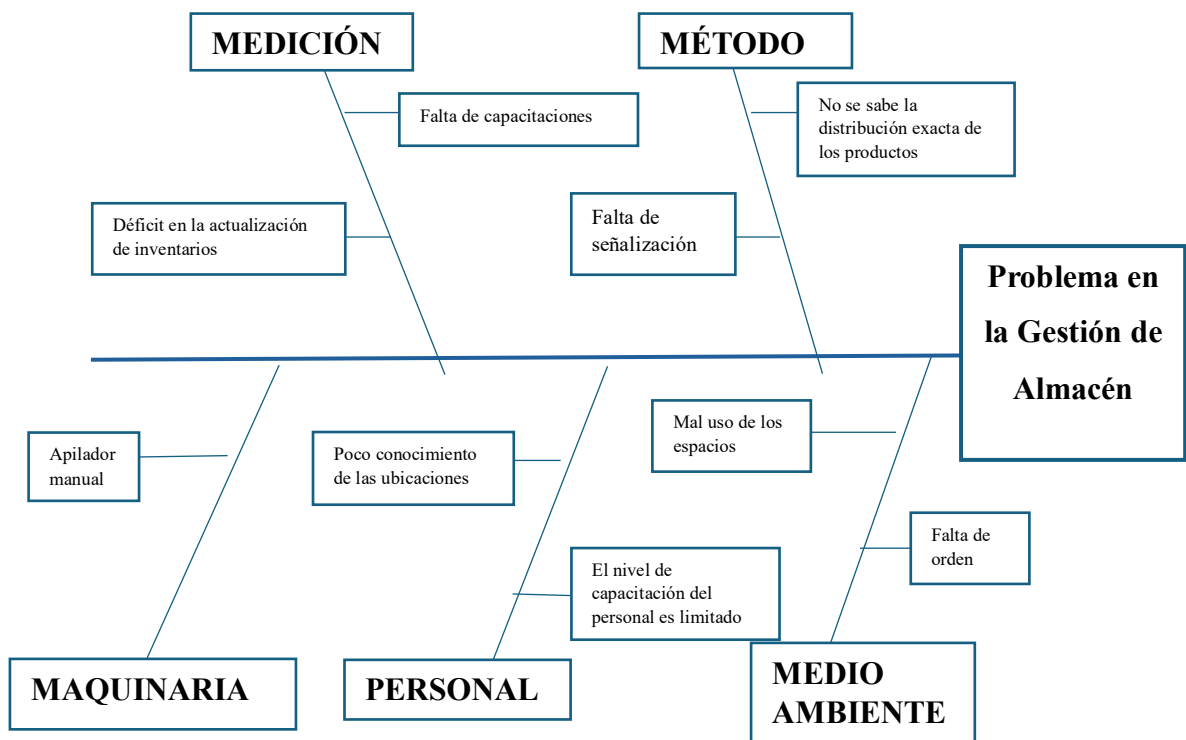 MEDICIÓN
MÉTODO
Falta de capacitaciones
No se sabe la
distribución exacta de
los productos
Déficit en la actualización
de inventarios
Falta de
señalización
Problema en
la Gestión de
Almacén
Apilador
manual
Poco conocimiento
de las ubicaciones
Mal uso de los
espacios
El nivel de
capacitación del
personal es limitado
Falta de
orden
MAQUINARIA
PERSONAL
MEDIO
AMBIENTE